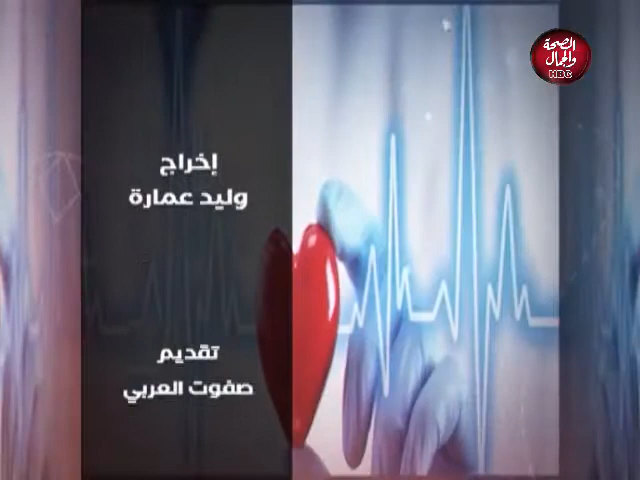 الصحة
والجمال
HBC
إخراج
وليد عمارة
تقديم
صفوت العربي